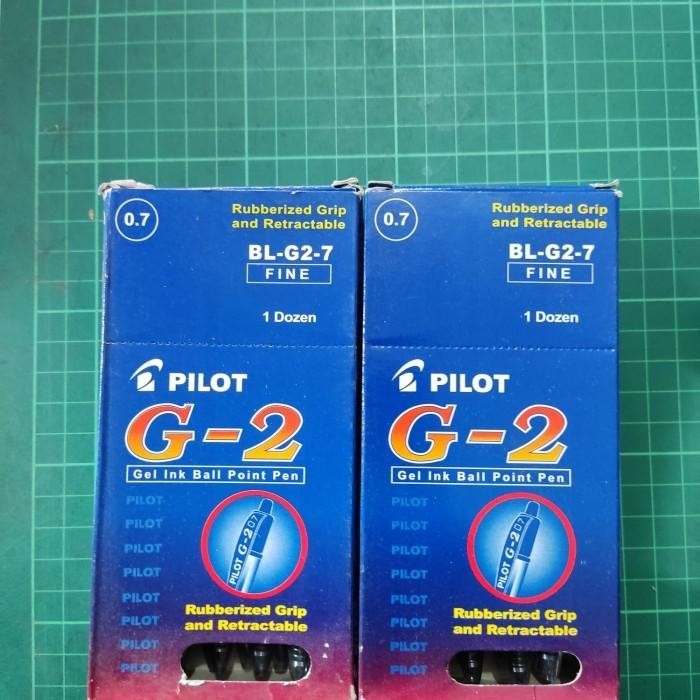 0.7
Rubberized Grip
and Retractable
BL-G2-7
FINE
1 Dozen
PILOT
G-2
Gel Ink Ball Point Pen
PILOT
PILOT
PILOT
PILOT
PILOT
PILOT
PILOT
PILOT
PILOT G-2 07
Rubberized Grip
and Retractable
0.7
Rubberized Grip
and Retractable
BL-G2-7
FINE
1 Dozen
PILOT
G-2
Gel Ink Ball Point Pen
PILOT
PILOT
PILOT
PILOT
PILOT
PILOT
PILOT
PILOT
PILOT G-2 07
Rubberized Grip
and Retractable